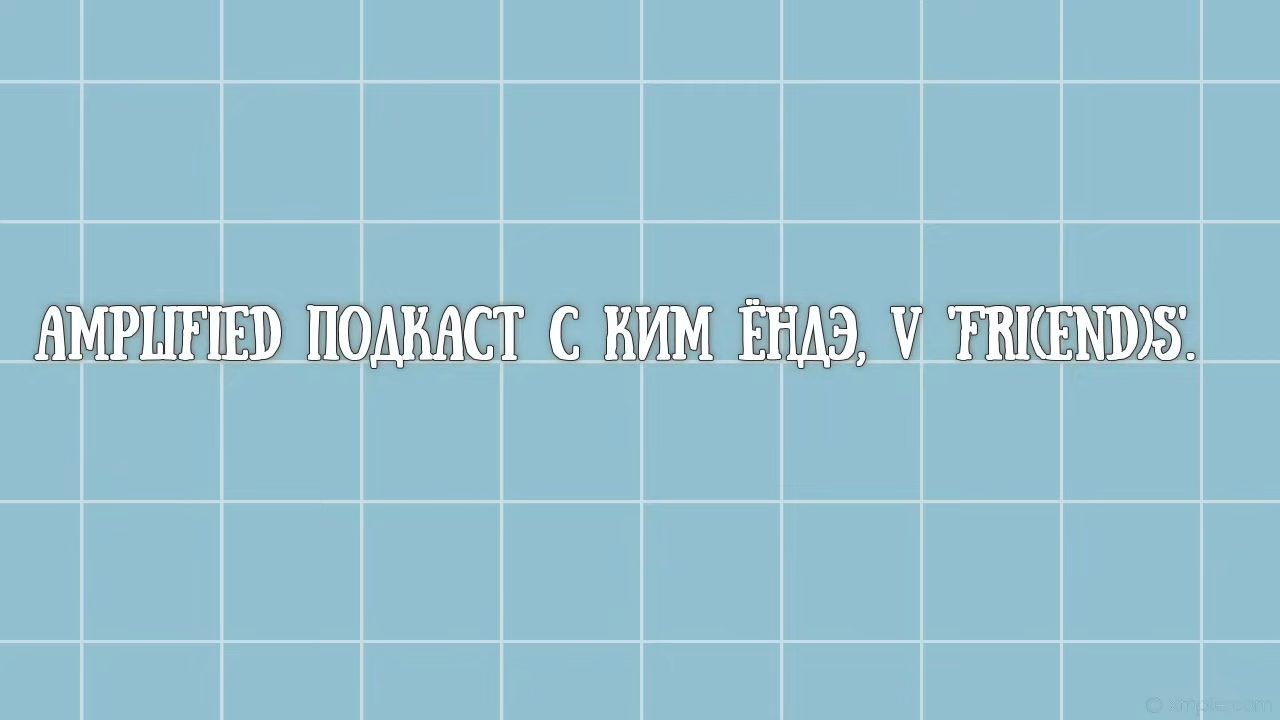 AMPLIFIED ПОДКАСТ С КИМ ЁНДЭ, V 'FRI(END)S'.